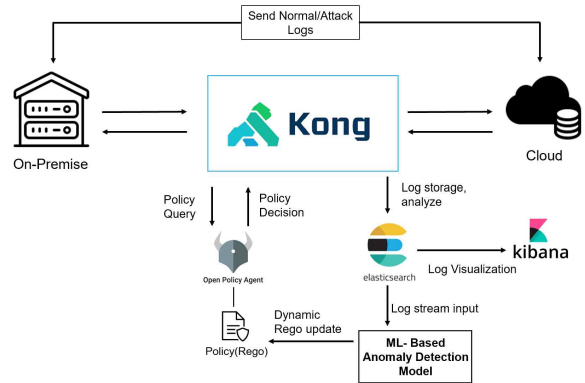 Send Normal/Attack
Logs
Kong
On-Premise
Cloud
Policy
Query
Policy
Decision
Log storage,
analyze
Open Policy Agent
elasticsearch
kibana
Log Visualization
Log stream input
Dynamic
Rego update
Policy(Rego)
ML- Based
Anomaly Detection
Model